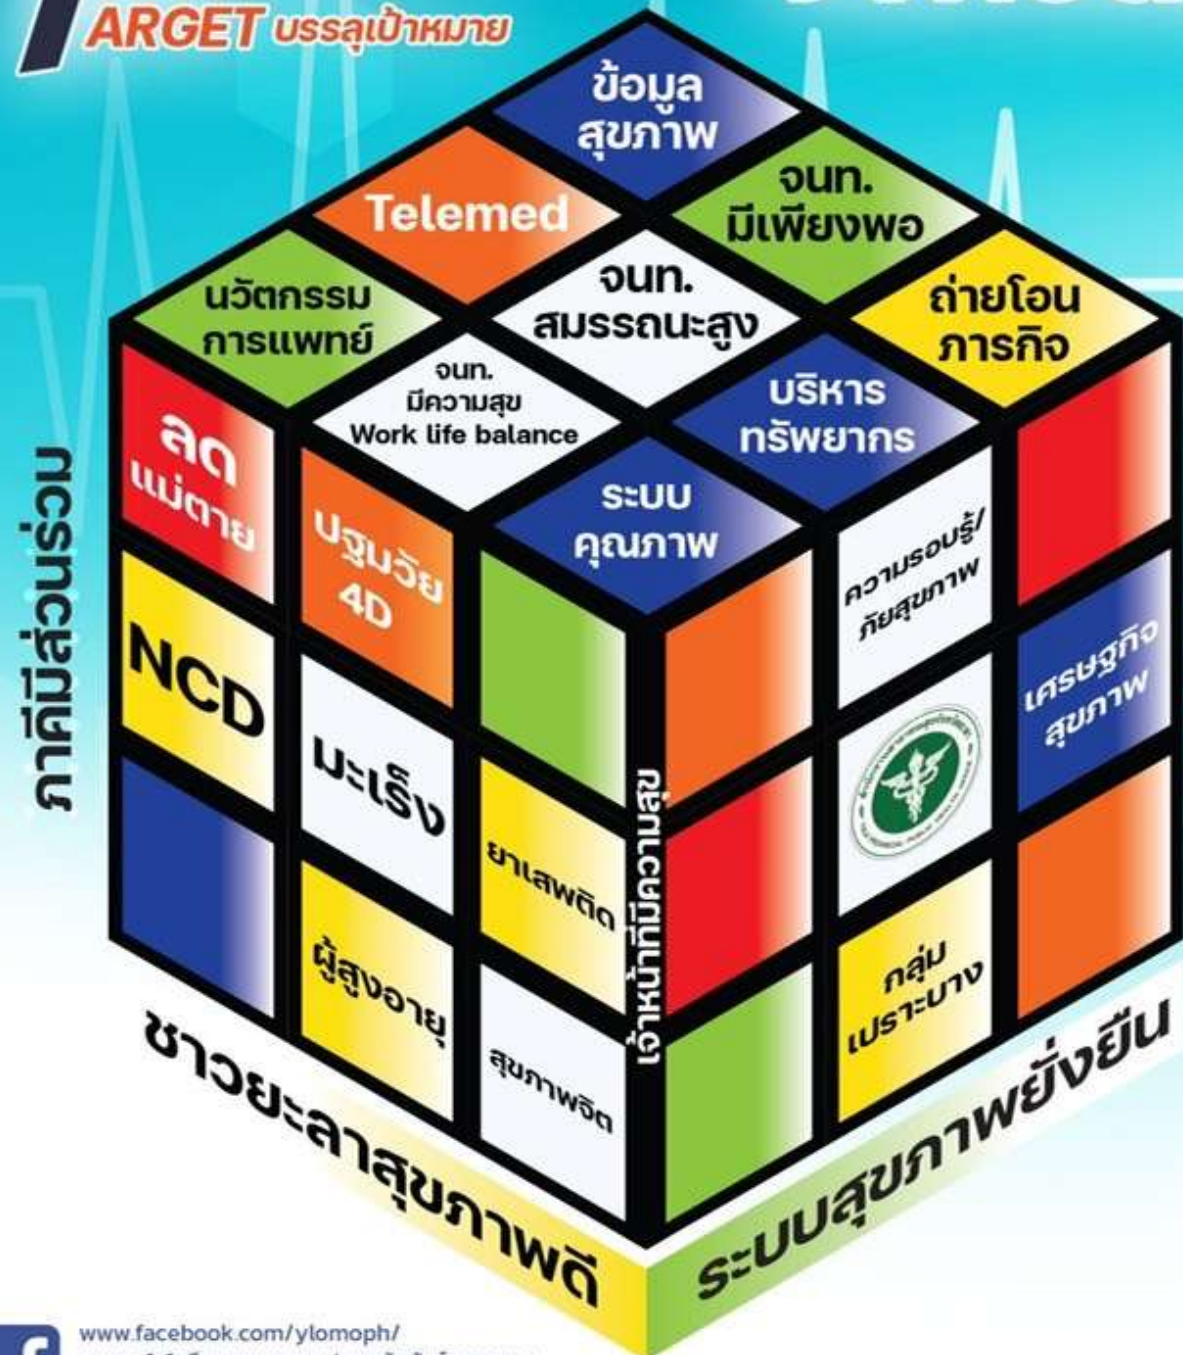 TARGET บรรลุเป้าหมาย
ข้อมูล
สุขภาพ
Telemed
จนท.
มีเพียงพอ
นวัตกรรม
การแพทย์
จนท.
สมรรถนะสูง
ถ่ายโอน
ภารกิจ
จนท.
มีความสุข
Work life balance
บริหาร
ทรัพยากร
ระบบ
คุณภาพ
ภาคีมีส่วนร่วม
ลด
แม่ตาย
ปฐมวัย
4D
NCD
มะเร็ง
ยาเสพติด
ผู้สูงอายุ
สุขภาพจิต
เจ้าหน้าที่มีความสุข
ความรอบรู้/
ภัยสุขภาพ
เศรษฐกิจ
สุขภาพ
กลุ่ม
เปราะบาง
ชาวยะลาสุขภาพดี
ระบบสุขภาพยั่งยืน
www.facebook.com/ylomoph/